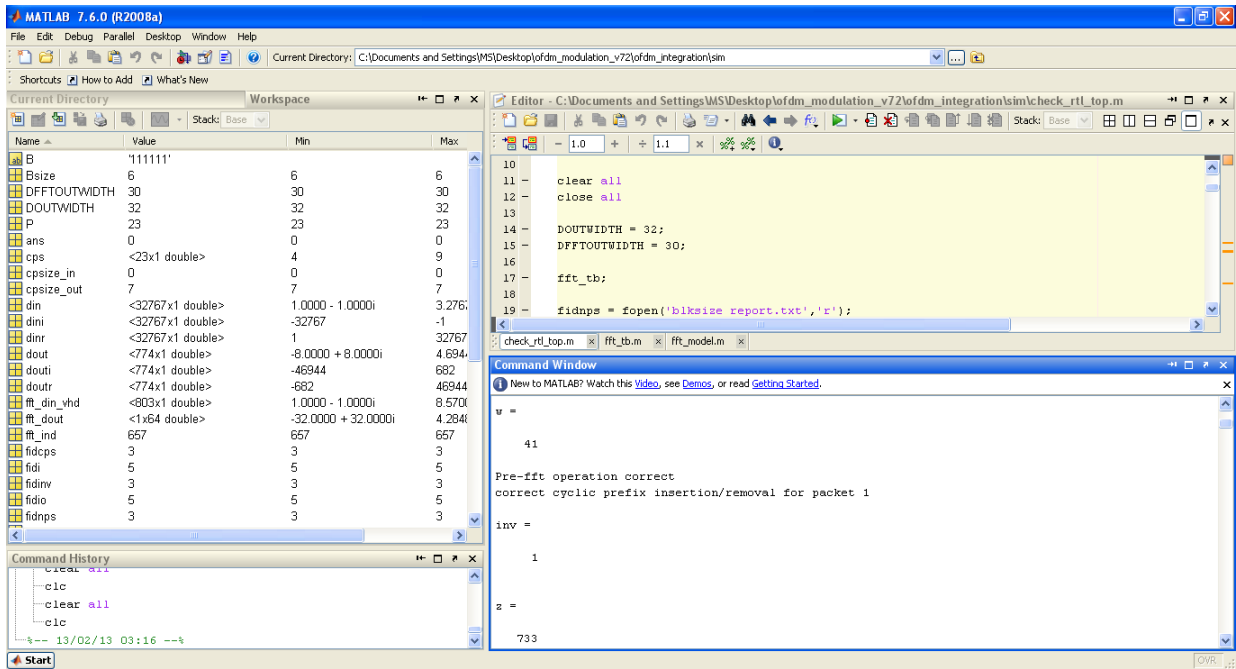 MATLAB 7.6.0 (R2008a)
File Edit Debug Parallel Desktop Window Help
Current Directory: C:\Documents and Settings\MS\Desktop\ofdm_modulation_v72\ofdm_integration\sim
Shortcuts How to Add What's New
Current Directory Workspace
Stack: Base
Name Value Min Max
B '111111'
Bsize 6 6 6
DFFTOUTWIDTH 30 30 30
DOUTWIDTH 32 32 32
P 23 23 23
ans 0 0 0
cps <23x1 double> 4 9
cpsize_in 0 0 0
cpsize_out 7 7 7
din <32767x1 double> 1.0000 - 1.0000i 3.276
dini <32767x1 double> -32767 -1
dinr <32767x1 double> 1 32767
dout <774x1 double> -8.0000 + 8.0000i 4.694
douti <774x1 double> -46944 682
doutr <774x1 double> -682 46944
fft_din_vhd <803x1 double> 1.0000 - 1.0000i 8.570
fft_dout <1x64 double> -32.0000 + 32.0000i 4.284
fft_ind 657 657 657
fidcps 3 3 3
fidi 5 5 5
fidinv 3 3 3
fidio 5 5 5
fidnps 3 3 3
Command History
clear all
clc
clear all
clc
%-- 13/02/13 03:16 --%
Editor - C:\Documents and Settings\MS\Desktop\ofdm_modulation_v72\ofdm_integration\sim\check_rtl_top.m
Stack: Base
- 1.0 + ÷ 1.1 ×
10
11 - clear all
12 - close all
13
14 - DOUTWIDTH = 32;
15 - DFFTOUTWIDTH = 30;
16
17 - fft_tb;
18
19 - fidnps = fopen('blksize_report.txt','r');
check_rtl_top.m × fft_tb.m × fft_model.m ×
Command Window
New to MATLAB? Watch this Video, see Demos, or read Getting Started.
w =
41
Pre-fft operation correct
correct cyclic prefix insertion/removal for packet 1
inv =
1
z =
733
Start
OVR